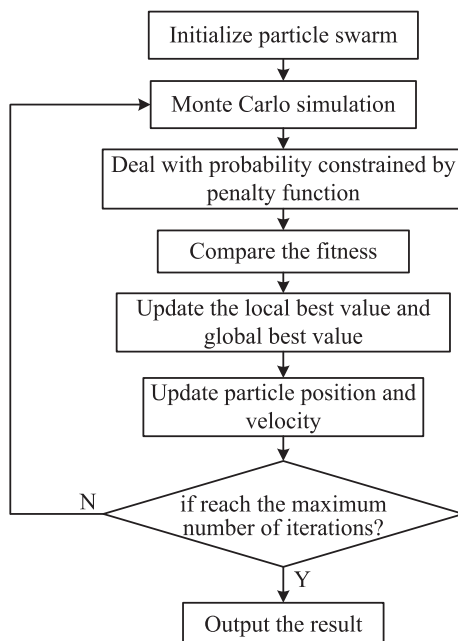 Initialize particle swarm
Monte Carlo simulation
Deal with probability constrained by
penalty function
Compare the fitness
Update the local best value and
global best value
Update particle position and
velocity
if reach the maximum
number of iterations?
N
Y
Output the result